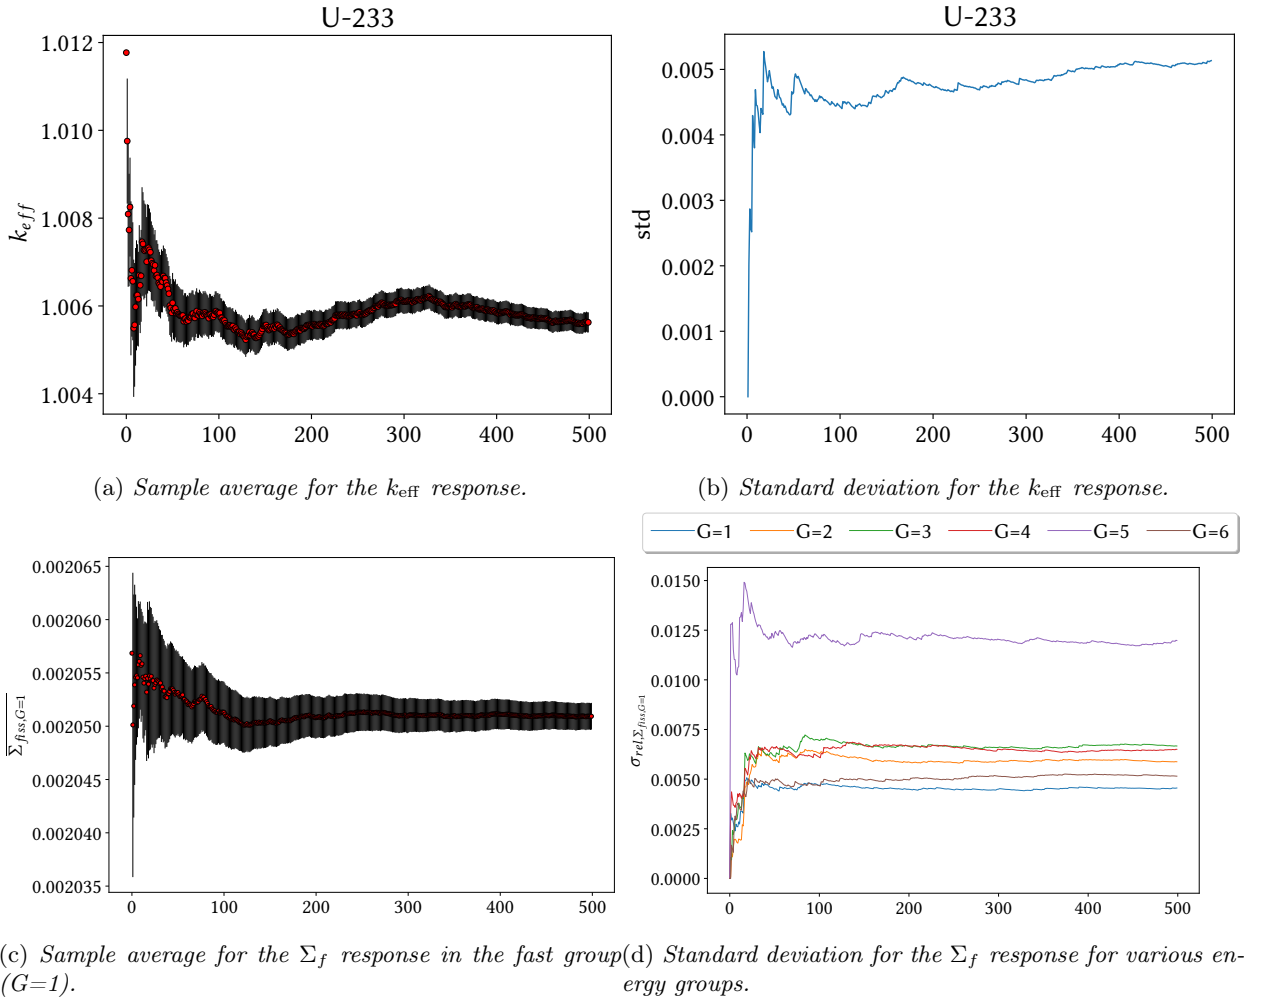 U-233
1.012
1.010
1.008
1.006
1.004
k_eff
0 100 200 300 400 500
(a) Sample average for the k_eff response.
U-233
0.005
0.004
0.003
0.002
0.001
0.000
std
0 100 200 300 400 500
(b) Standard deviation for the k_eff response.
0.002065
0.002060
0.002055
0.002050
0.002045
0.002040
0.002035
Σ_fiss,G=1
0 100 200 300 400 500
(c) Sample average for the Σ_f response in the fast group
(G=1).
G=1 G=2 G=3 G=4 G=5 G=6
0.0150
0.0125
0.0100
0.0075
0.0050
0.0025
0.0000
σ_rel,Σ_fiss,G=1
0 100 200 300 400 500
(d) Standard deviation for the Σ_f response for various en-
ergy groups.